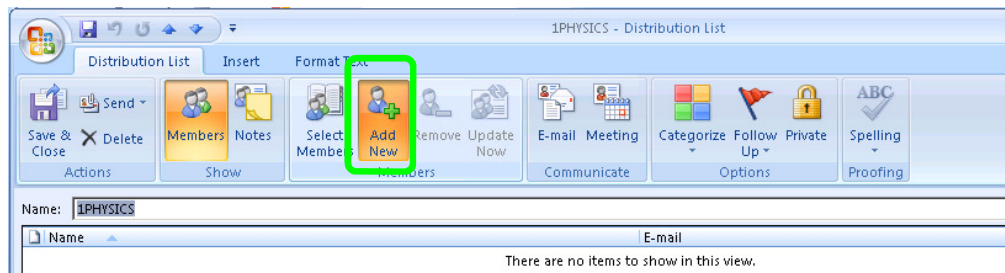 1PHYSICS - Distribution List
Distribution List Insert Format Text
Save & Close
Send
Delete
Members
Notes
Select Members
Add New
Remove
Update Now
E-mail
Meeting
Categorize
Follow Up
Private
ABC
Spelling
Actions
Show
Members
Communicate
Options
Proofing
Name: 1PHYSICS
Name E-mail
There are no items to show in this view.